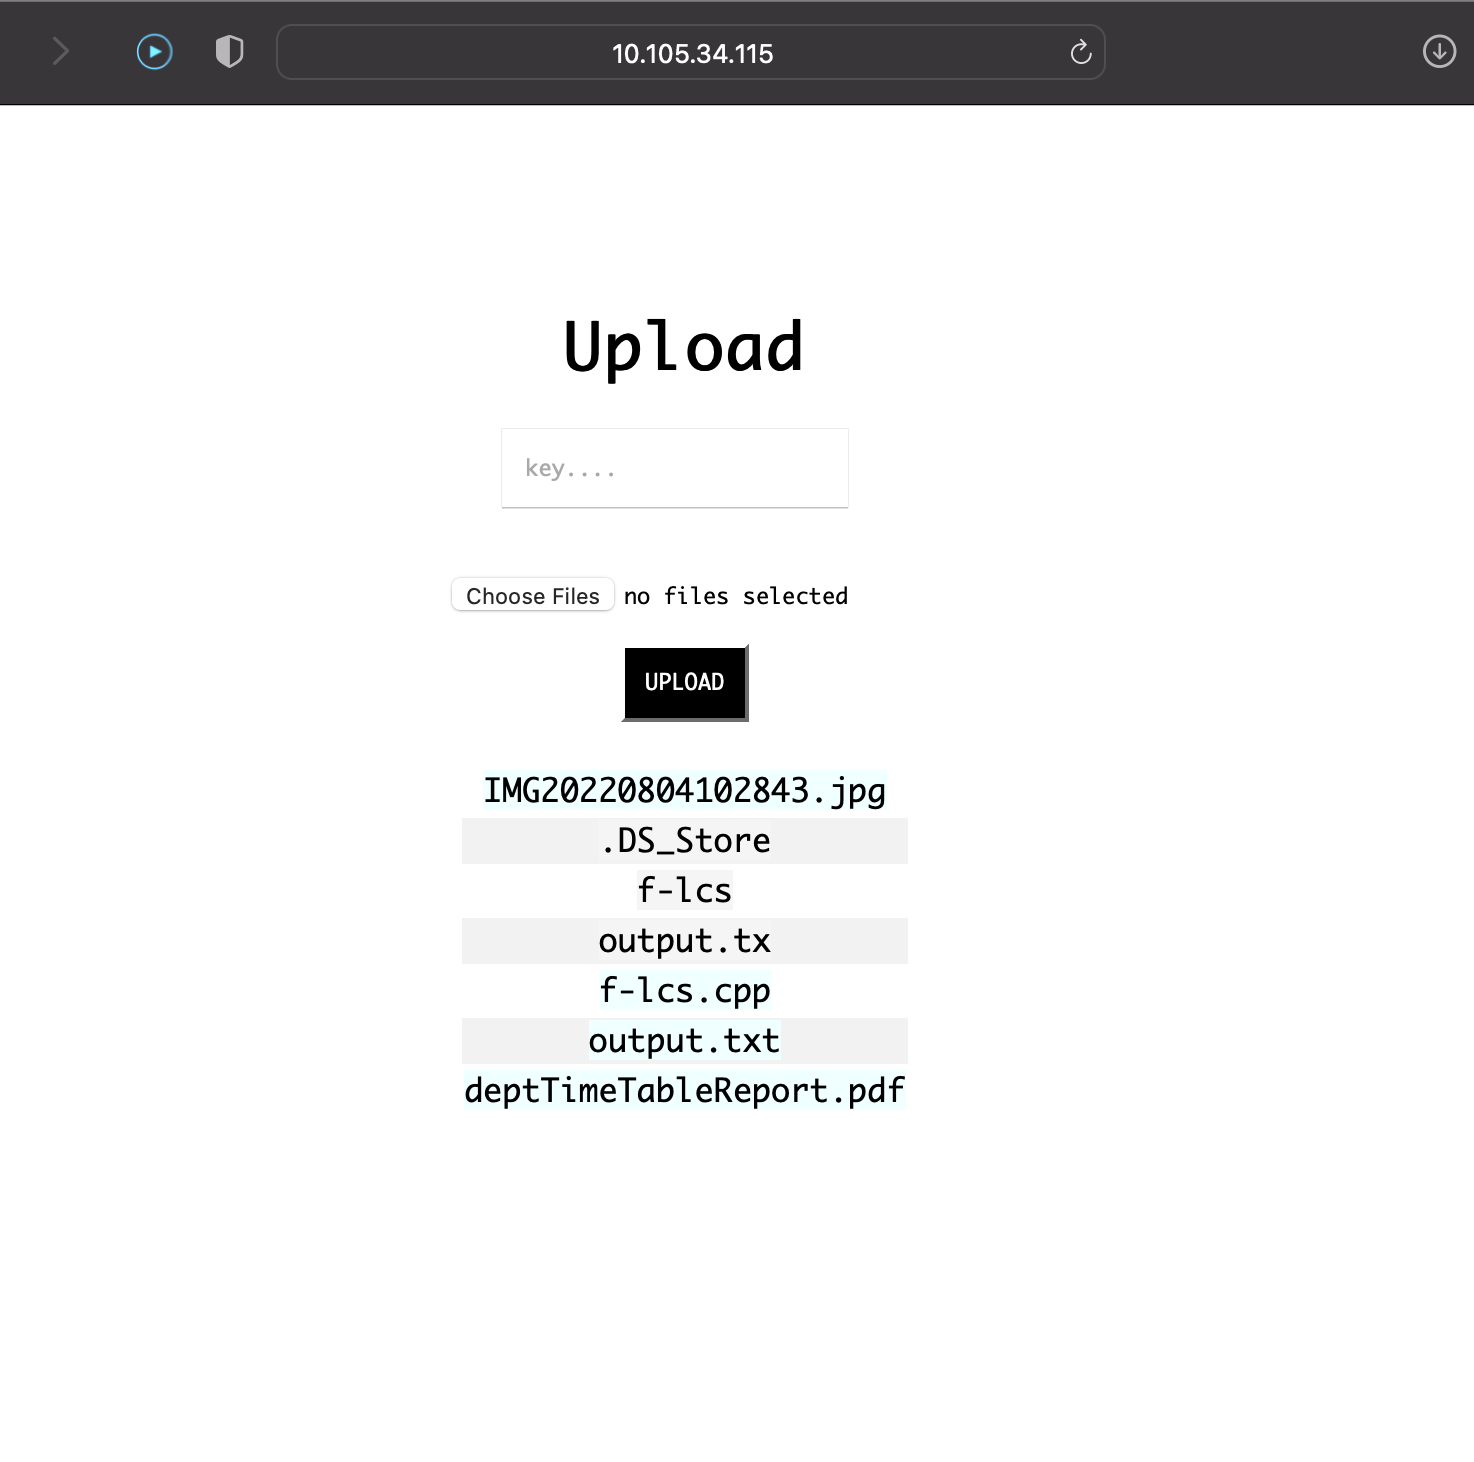 10.105.34.115
Upload
key....
Choose Files no files selected
UPLOAD
IMG20220804102843.jpg
.DS_Store
f-lcs
output.tx
f-lcs.cpp
output.txt
deptTimeTableReport.pdf